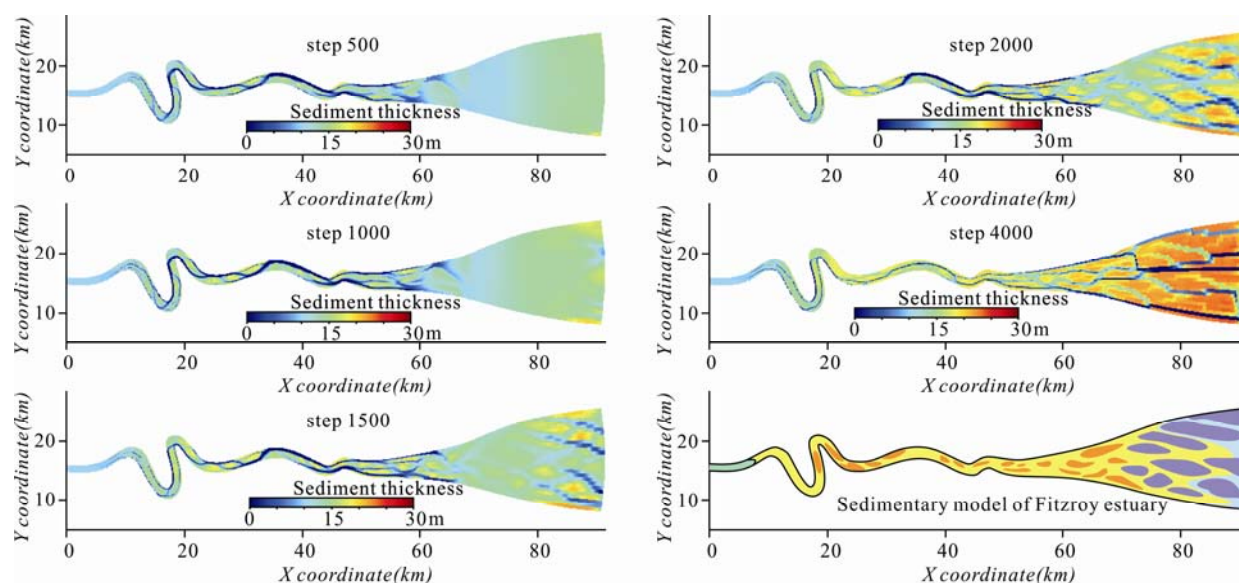 Y coordinate(km)
20
10
step 500
Sediment thickness
0 15 30m
0 20 40 60 80
X coordinate(km)
Y coordinate(km)
20
10
step 1000
Sediment thickness
0 15 30m
0 20 40 60 80
X coordinate(km)
Y coordinate(km)
20
10
step 1500
Sediment thickness
0 15 30m
0 20 40 60 80
X coordinate(km)
Y coordinate(km)
20
10
step 2000
Sediment thickness
0 15 30m
0 20 40 60 80
X coordinate(km)
Y coordinate(km)
20
10
step 4000
Sediment thickness
0 15 30m
0 20 40 60 80
X coordinate(km)
Y coordinate(km)
20
10
Sedimentary model of Fitzroy estuary
0 20 40 60 80
X coordinate(km)